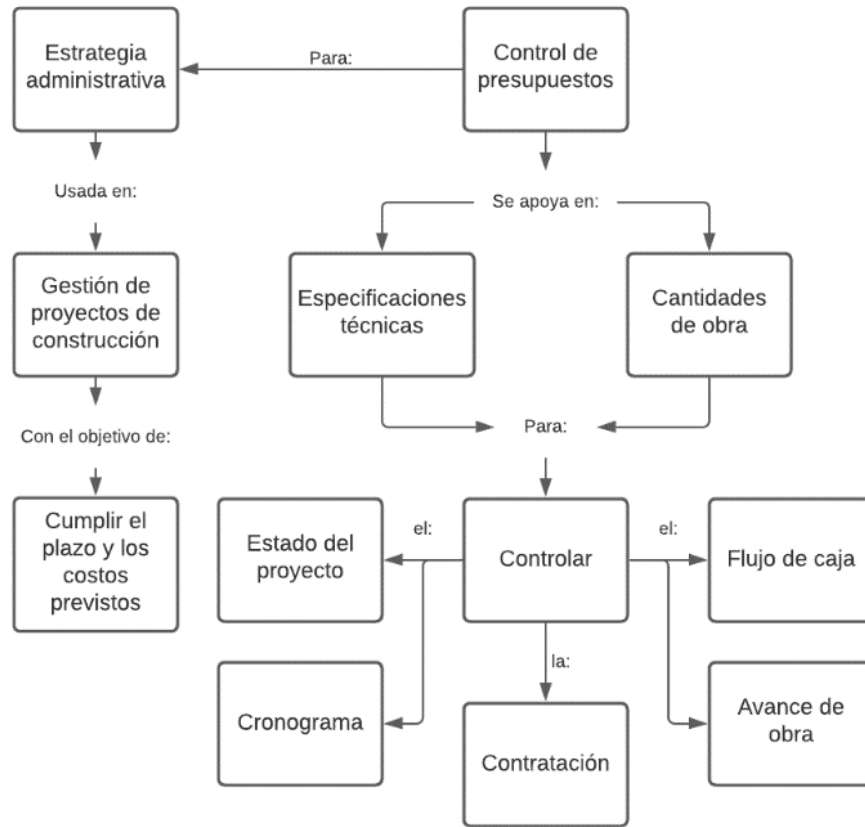 Estrategia
administrativa
Para:
Control de
presupuestos
Usada en:
Se apoya en:
Gestión de
proyectos de
construcción
Especificaciones
técnicas
Cantidades
de obra
Con el objetivo de:
Para:
Cumplir el
plazo y los
costos
previstos
Estado del
proyecto
el:
Controlar
el:
Flujo de caja
la:
Cronograma
Contratación
Avance de
obra